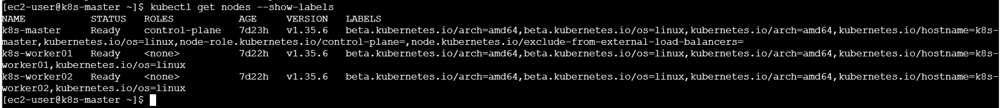 [ec2-user@k8s-master ~]$ kubectl get nodes --show-labels
NAME STATUS ROLES AGE VERSION LABELS
k8s-master Ready control-plane 7d23h v1.35.6 beta.kubernetes.io/arch=amd64,beta.kubernetes.io/os=linux,kubernetes.io/arch=amd64,kubernetes.io/hostname=k8s-
master,kubernetes.io/os=linux,node-role.kubernetes.io/control-plane=,node.kubernetes.io/exclude-from-external-load-balancers=
k8s-worker01 Ready <none> 7d22h v1.35.6 beta.kubernetes.io/arch=amd64,beta.kubernetes.io/os=linux,kubernetes.io/arch=amd64,kubernetes.io/hostname=k8s-
worker01,kubernetes.io/os=linux
k8s-worker02 Ready <none> 7d22h v1.35.6 beta.kubernetes.io/arch=amd64,beta.kubernetes.io/os=linux,kubernetes.io/arch=amd64,kubernetes.io/hostname=k8s-
worker02,kubernetes.io/os=linux
[ec2-user@k8s-master ~]$